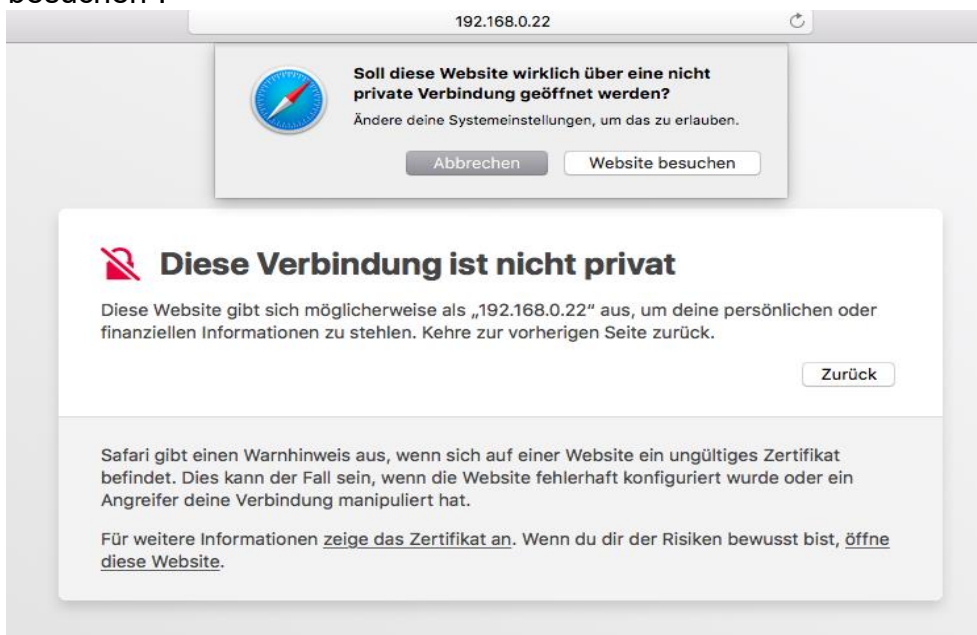 besuchen".
192.168.0.22
Soll diese Website wirklich über eine nicht
private Verbindung geöffnet werden?
Ändere deine Systemeinstellungen, um das zu erlauben.
Abbrechen
Website besuchen
Diese Verbindung ist nicht privat
Diese Website gibt sich möglicherweise als „192.168.0.22“ aus, um deine persönlichen oder
finanziellen Informationen zu stehlen. Kehre zur vorherigen Seite zurück.
Zurück
Safari gibt einen Warnhinweis aus, wenn sich auf einer Website ein ungültiges Zertifikat
befindet. Dies kann der Fall sein, wenn die Website fehlerhaft konfiguriert wurde oder ein
Angreifer deine Verbindung manipuliert hat.
Für weitere Informationen zeige das Zertifikat an. Wenn du dir der Risiken bewusst bist, öffne
diese Website.